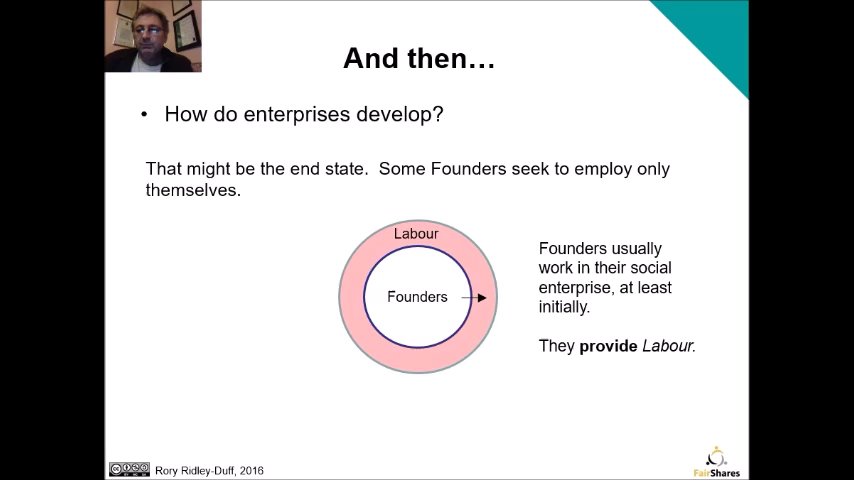 And then…
• How do enterprises develop?
That might be the end state. Some Founders seek to employ only
themselves.
Labour
Founders
Founders usually
work in their social
enterprise, at least
initially.
They provide Labour.
Rory Ridley-Duff, 2016
FairShares